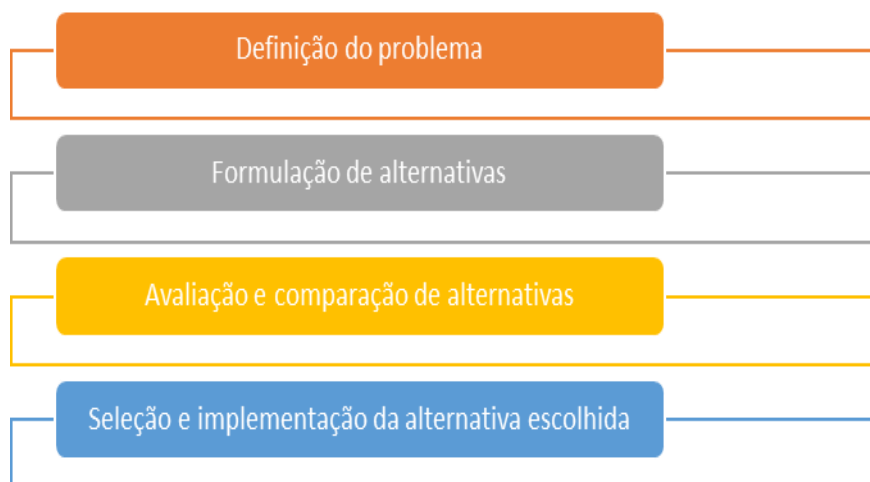 Definição do problema
Formulação de alternativas
Avaliação e comparação de alternativas
Seleção e implementação da alternativa escolhida